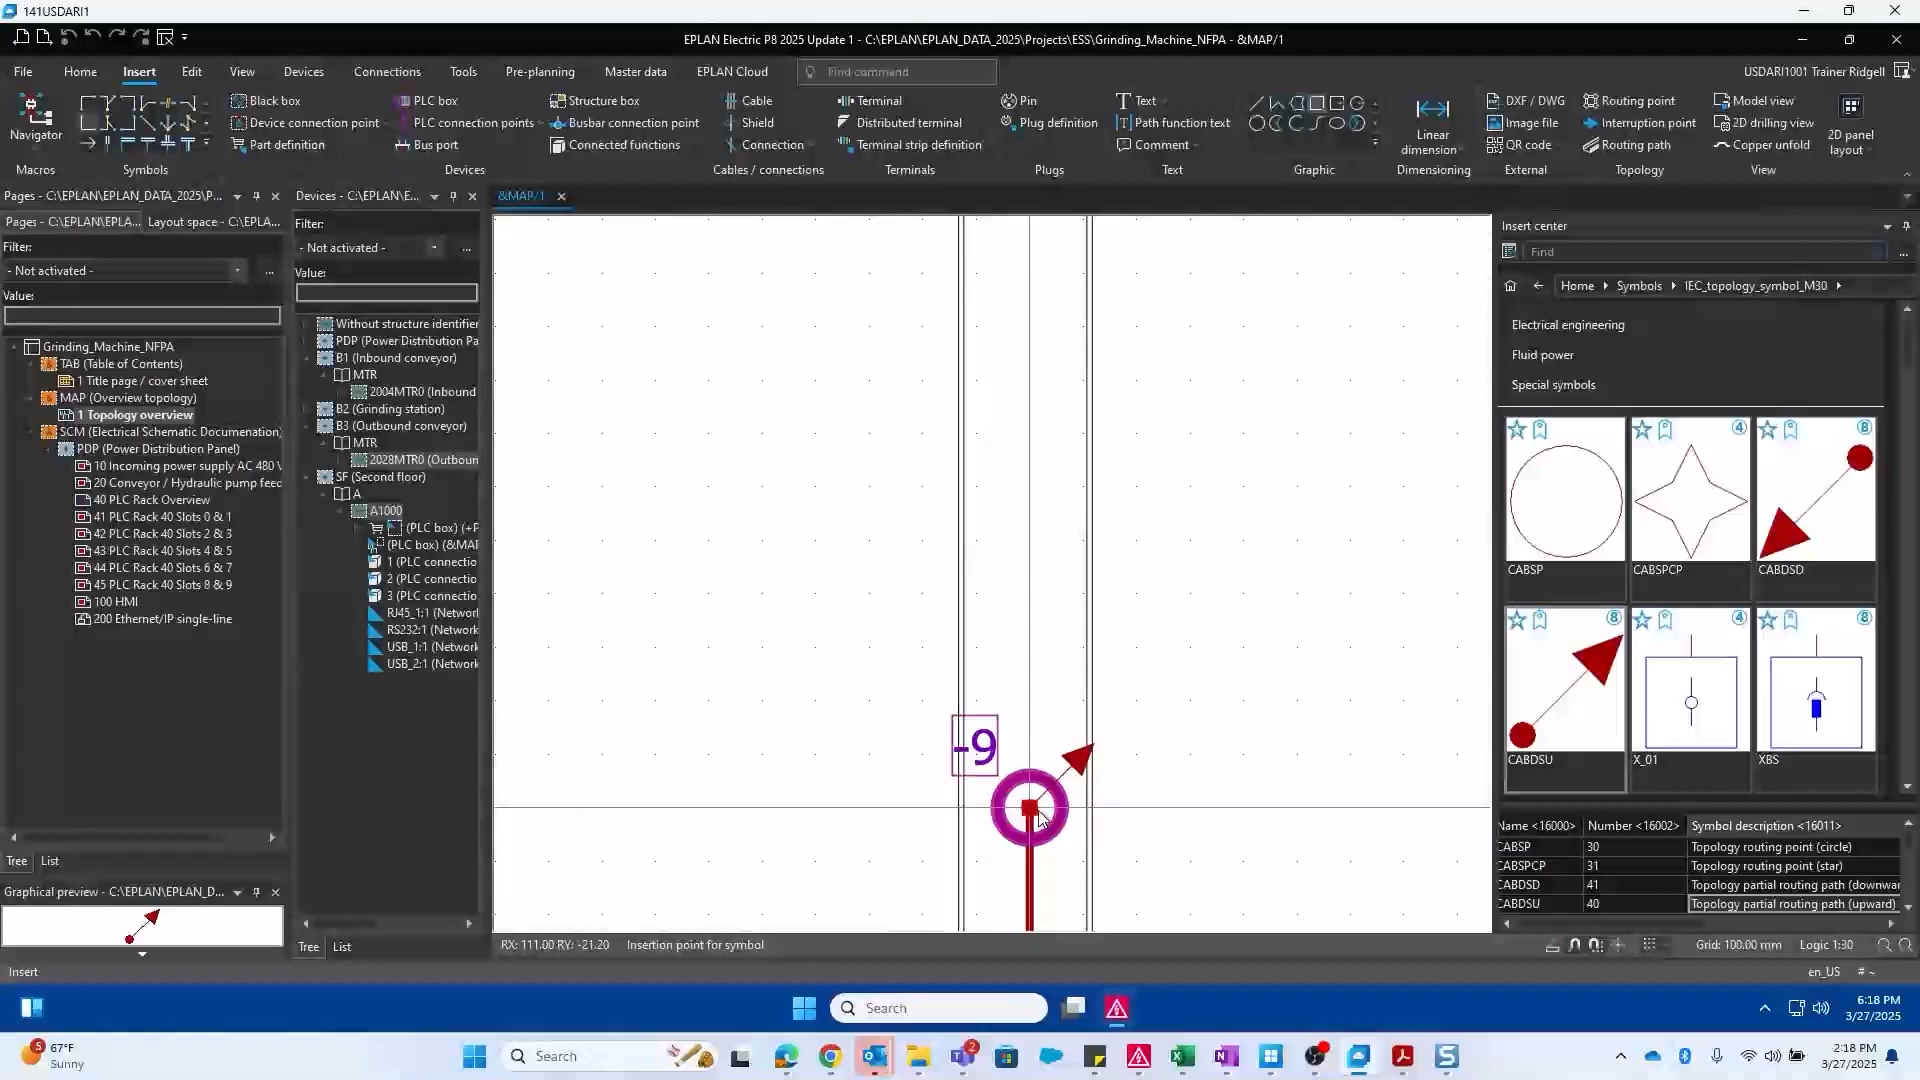 141USDARI1
EPLAN Electric P8 2025 Update 1 - C:\EPLAN\EPLAN_DATA_2025\Projects\ESS\Grinding_Machine_NFPA - &MAP/1
File Home Insert Edit View Devices Connections Tools Pre-planning Master data EPLAN Cloud Find command USDARI1001 Trainer Ridgell
Black box PLC box Structure box Cable Terminal Pin Text DXF / DWG Routing point Model view
Device connection point PLC connection points Busbar connection point Shield Distributed terminal Plug definition Path function text Image file Interruption point 2D drilling view
Navigator Part definition Bus port Connected functions Connection Terminal strip definition Comment Linear dimension QR code Routing path Copper unfold 2D panel layout
Macros Symbols Devices Cables / connections Terminals Plugs Text Graphic Dimensioning External Topology View
Pages - C:\EPLAN\EPLAN_DATA_2025\P...
Pages - C:\EPLAN\EPLA... Layout space - C:\EPLA...
Filter:
- Not activated - ...
Value:
Grinding_Machine_NFPA
TAB (Table of Contents)
1 Title page / cover sheet
MAP (Overview topology)
1 Topology overview
SCM (Electrical Schematic Documenation)
PDP (Power Distribution Panel)
10 Incoming power supply AC 480 V
20 Conveyor / Hydraulic pump feed
40 PLC Rack Overview
41 PLC Rack 40 Slots 0 & 1
42 PLC Rack 40 Slots 2 & 3
43 PLC Rack 40 Slots 4 & 5
44 PLC Rack 40 Slots 6 & 7
45 PLC Rack 40 Slots 8 & 9
100 HMI
200 Ethernet/IP single-line
Tree List
Graphical preview - C:\EPLAN\EPLAN_D...
Devices - C:\EPLAN\E...
Filter:
- Not activated - ...
Value:
Without structure identifier
PDP (Power Distribution Pa
B1 (Inbound conveyor)
MTR
2004MTR0 (Inbound
B2 (Grinding station)
B3 (Outbound conveyor)
MTR
2028MTR0 (Outboun
SF (Second floor)
A
A1000
(PLC box) (+P
(PLC box) (&MAP
1 (PLC connectio
2 (PLC connectio
3 (PLC connectio
RJ45_1:1 (Network
RS232:1 (Network
USB_1:1 (Network
USB_2:1 (Network
Tree List
&MAP/1
-9
RX: 111.00 RY: -21.20 Insertion point for symbol
Grid: 100.00 mm Logic 1:30
Insert center
Find ...
Home Symbols IEC_topology_symbol_M30
Electrical engineering
Fluid power
Special symbols
4 8
CABSP CABSPCP CABDSD
8 4 8
CABDSU X_01 XBS
Name <16000> Number <16002> Symbol description <16011>
CABSP 30 Topology routing point (circle)
CABSPCP 31 Topology routing point (star)
CABDSD 41 Topology partial routing path (downwar
CABDSU 40 Topology partial routing path (upward)
Insert en_US # ~
Search
6:18 PM
3/27/2025
5 67°F
Sunny
Search
2
2:18 PM
3/27/2025